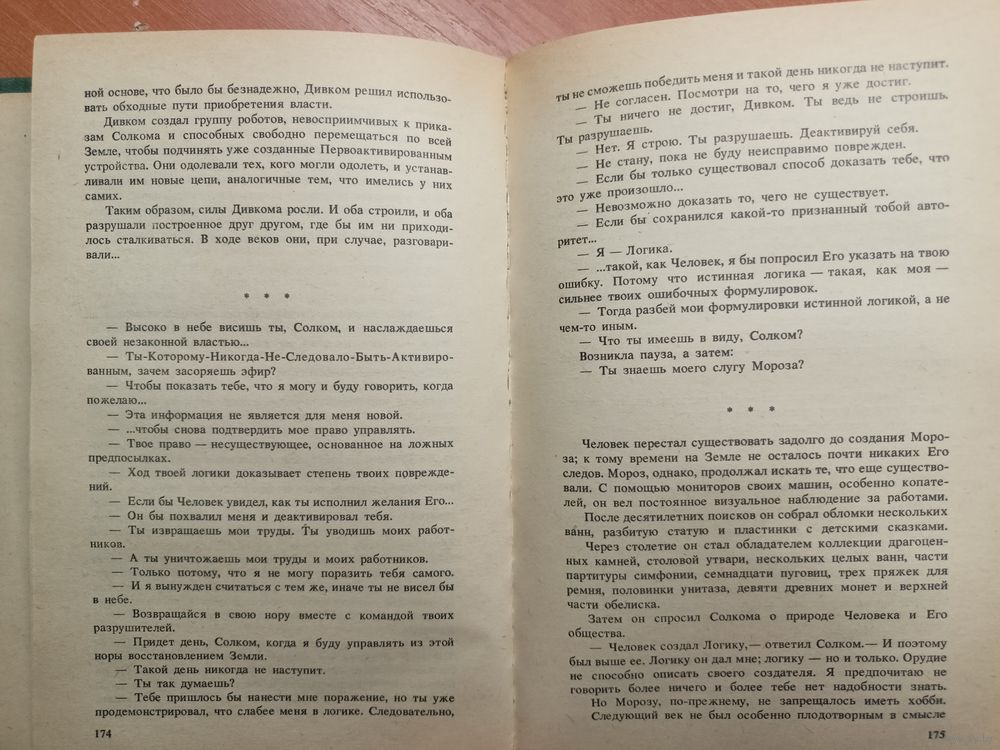 ной основе, что было бы безнадежно, Дивком решил использо-
вать обходные пути приобретения власти.
Дивком создал группу роботов, невосприимчивых к прика-
зам Солкома и способных свободно перемещаться по всей
Земле, чтобы подчинять уже созданные Первоактивированным
устройства. Они одолевали тех, кого могли одолеть, и устанав-
ливали им новые цепи, аналогичные тем, что имелись у них
самих.
Таким образом, силы Дивкома росли. И оба строили, и оба
разрушали построенное друг другом, где бы им ни приходи-
лось сталкиваться. В ходе веков они, при случае, разговари-
вали...
* * *
— Высоко в небе висишь ты, Солком, и наслаждаешься
своей незаконной властью...
— Ты-Которому-Никогда-Не-Следовало-Быть-Активиро-
ванным, зачем засоряешь эфир?
— Чтобы показать тебе, что я могу и буду говорить, когда
пожелаю...
— Эта информация не является для меня новой.
— ...чтобы снова подтвердить мое право управлять.
— Твое право — несуществующее, основанное на ложных
предпосылках.
— Ход твоей логики доказывает степень твоих поврежде-
ний.
— Если бы Человек увидел, как ты исполнил желания Его...
— Он бы похвалил меня и деактивировал тебя.
— Ты извращаешь мои труды. Ты уводишь моих работ-
ников.
— А ты уничтожаешь мои труды и моих работников.
— Только потому, что я не могу поразить тебя самого.
— И я вынужден считаться с тем же, иначе ты не висел бы
в небе.
— Возвращайся в свою нору вместе с командой твоих
разрушителей.
— Придет день, Солком, когда я буду управлять из этой
норы восстановлением Земли.
— Такой день никогда не наступит.
— Ты так думаешь?
— Тебе пришлось бы нанести мне поражение, но ты уже
продемонстрировал, что слабее меня в логике. Следовательно,
174
ты не сможешь победить меня и такой день никогда не наступит.
— Не согласен. Посмотри на то, чего я уже достиг.
— Ты ничего не достиг, Дивком. Ты ведь не строишь.
Ты разрушаешь.
— Нет. Я строю. Ты разрушаешь. Деактивируй себя.
— Не стану, пока не буду неисправимо поврежден.
— Если бы только существовал способ доказать тебе, что
это уже произошло...
— Невозможно доказать то, чего не существует.
— Если бы сохранился какой-то признанный тобой авто-
ритет...
— Я — Логика.
— ...такой, как Человек, я бы попросил Его указать на твою
ошибку. Потому что истинная логика — такая, как моя —
сильнее твоих ошибочных формулировок.
— Тогда разбей мои формулировки истинной логикой, а не
чем-то иным.
— Что ты имеешь в виду, Солком?
Возникла пауза, а затем:
— Ты знаешь моего слугу Мороза?
* * *
Человек перестал существовать задолго до создания Моро-
за; к тому времени на Земле не осталось почти никаких Его
следов. Мороз, однако, продолжал искать те, что еще существо-
вали. С помощью мониторов своих машин, особенно копате-
лей, он вел постоянное визуальное наблюдение за работами.
После десятилетних поисков он собрал обломки нескольких
ванн, разбитую статую и пластинки с детскими сказками.
Через столетие он стал обладателем коллекции драгоцен-
ных камней, столовой утвари, нескольких целых ванн, части
партитуры симфонии, семнадцати пуговиц, трех пряжек для
ремня, половинки унитаза, девяти древних монет и верхней
части обелиска.
Затем он спросил Солкома о природе Человека и Его
общества.
— Человек создал Логику,— ответил Солком.— И поэтому
был выше ее. Логику он дал мне; логику — но и только. Орудие
не способно описать своего создателя. Я предпочитаю не
говорить более ничего и более тебе нет надобности знать.
Но Морозу, по-прежнему, не запрещалось иметь хобби.
Следующий век не был особенно плодотворным в смысле
175